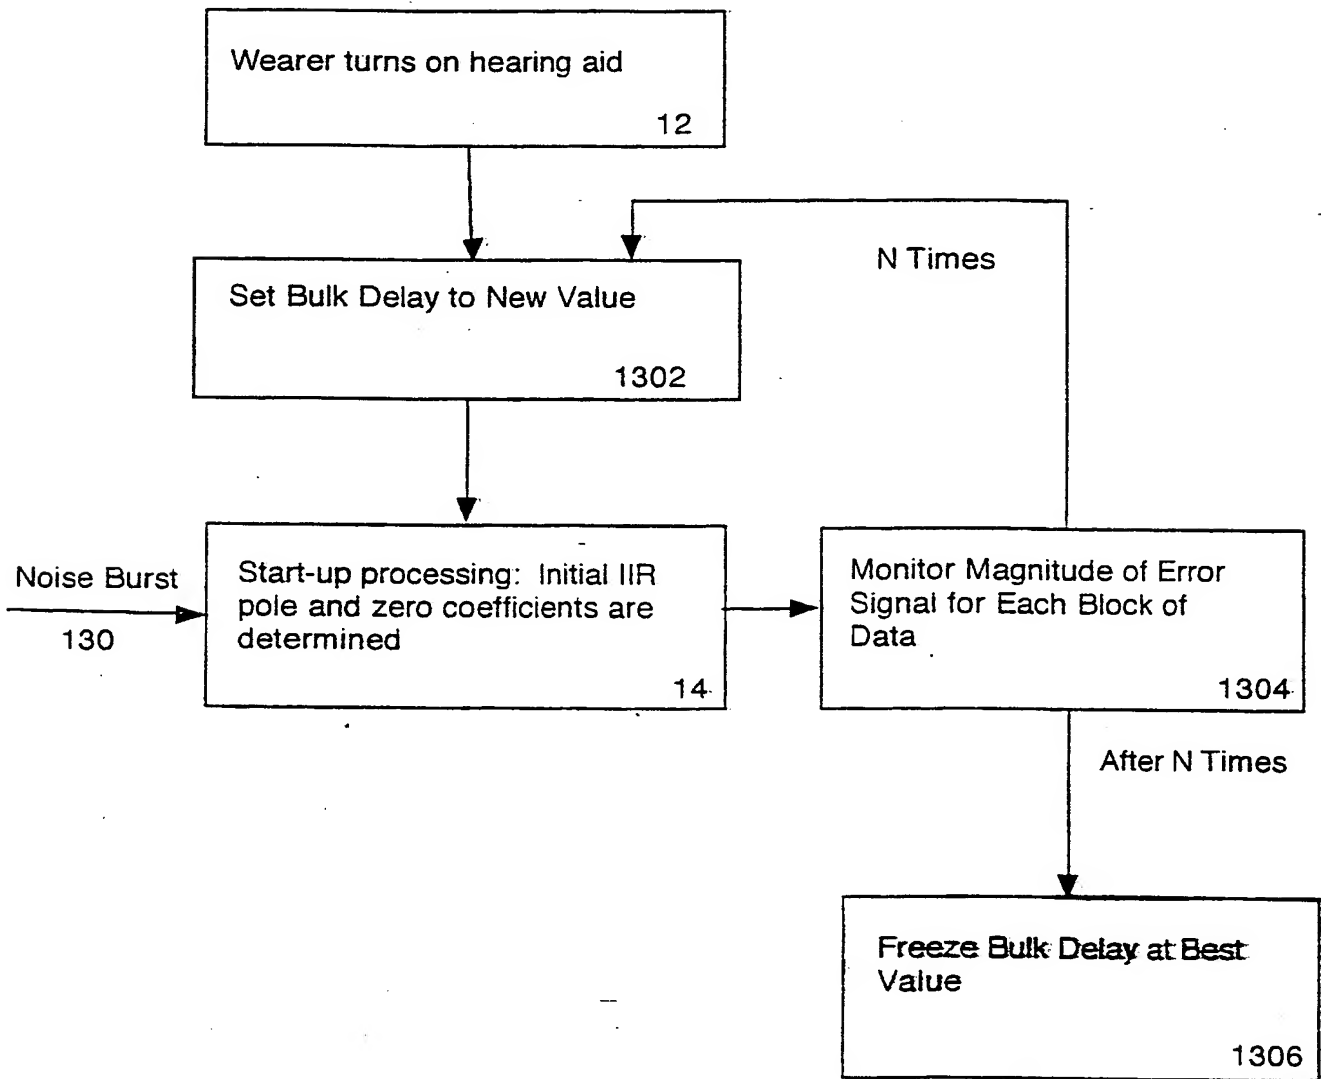 Wearer turns on hearing aid
12
N Times
Set Bulk Delay to New Value
1302
Noise Burst
130
Start-up processing: Initial IIR
pole and zero coefficients are
determined
14
Monitor Magnitude of Error
Signal for Each Block of
Data
1304
After N Times
Freeze Bulk Delay at Best
Value
1306